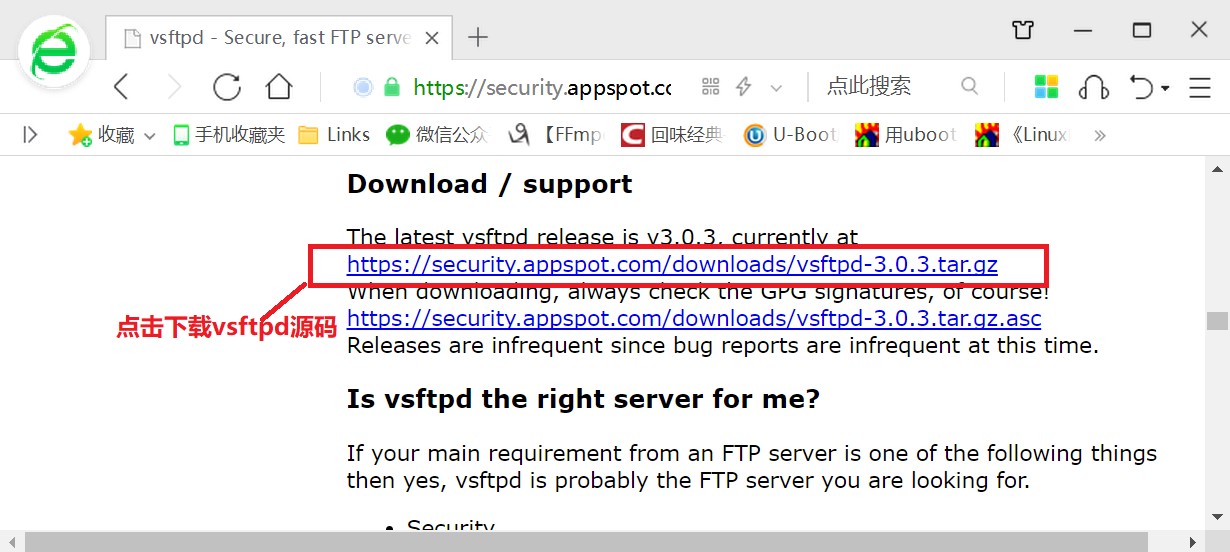 vsftpd - Secure, fast FTP serve
https://security.appspot.c
点此搜索
收藏 手机收藏夹 Links 微信公众 【FFmp 回味经典 U-Boot 用uboot 《Linux
Download / support
The latest vsftpd release is v3.0.3, currently at
https://security.appspot.com/downloads/vsftpd-3.0.3.tar.gz
When downloading, always check the GPG signatures, of course!
点击下载vsftpd源码
https://security.appspot.com/downloads/vsftpd-3.0.3.tar.gz.asc
Releases are infrequent since bug reports are infrequent at this time.
Is vsftpd the right server for me?
If your main requirement from an FTP server is one of the following things
then yes, vsftpd is probably the FTP server you are looking for.
• Security